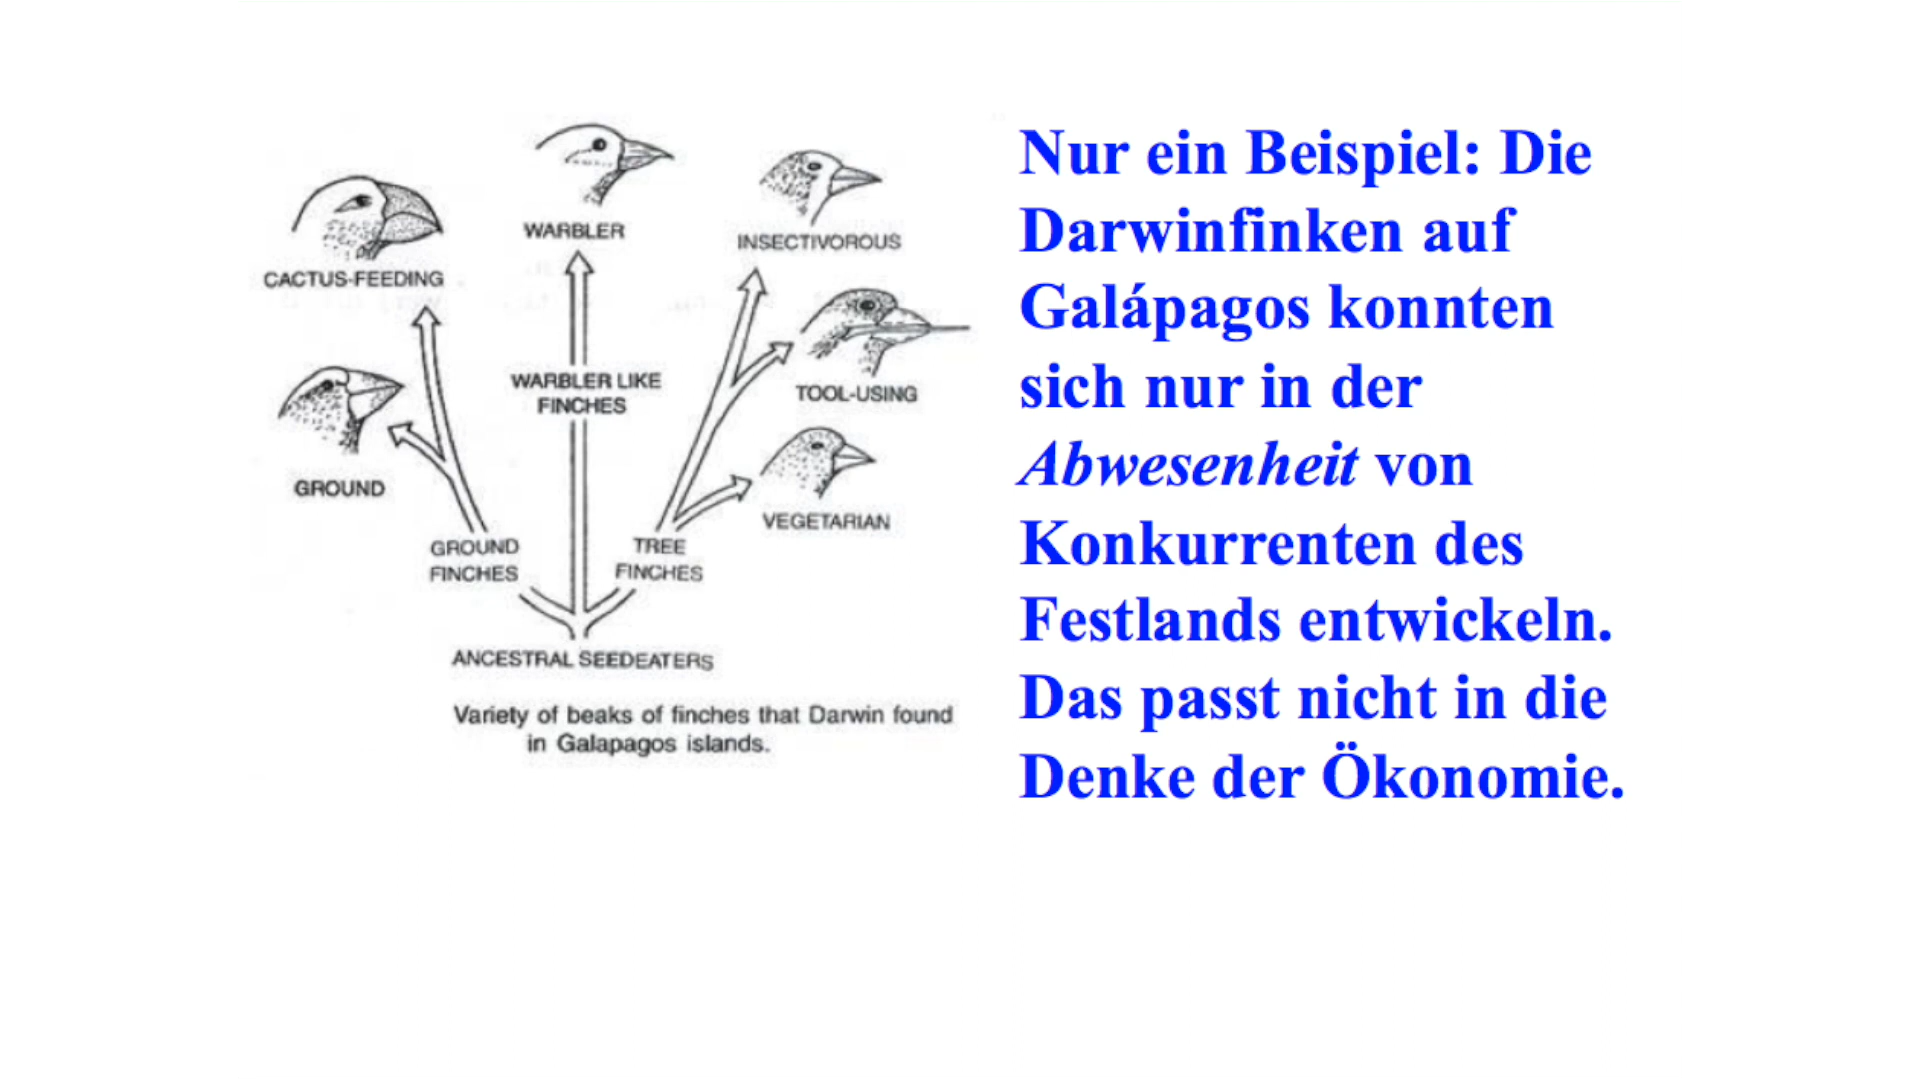 WARBLER
INSECTIVOROUS
CACTUS-FEEDING
WARBLER LIKE
FINCHES
TOOL-USING
GROUND
VEGETARIAN
GROUND
FINCHES
TREE
FINCHES
ANCESTRAL SEEDEATERS
Variety of beaks of finches that Darwin found
in Galapagos islands.
Nur ein Beispiel: Die
Darwinfinken auf
Galápagos konnten
sich nur in der
Abwesenheit von
Konkurrenten des
Festlands entwickeln.
Das passt nicht in die
Denke der Ökonomie.